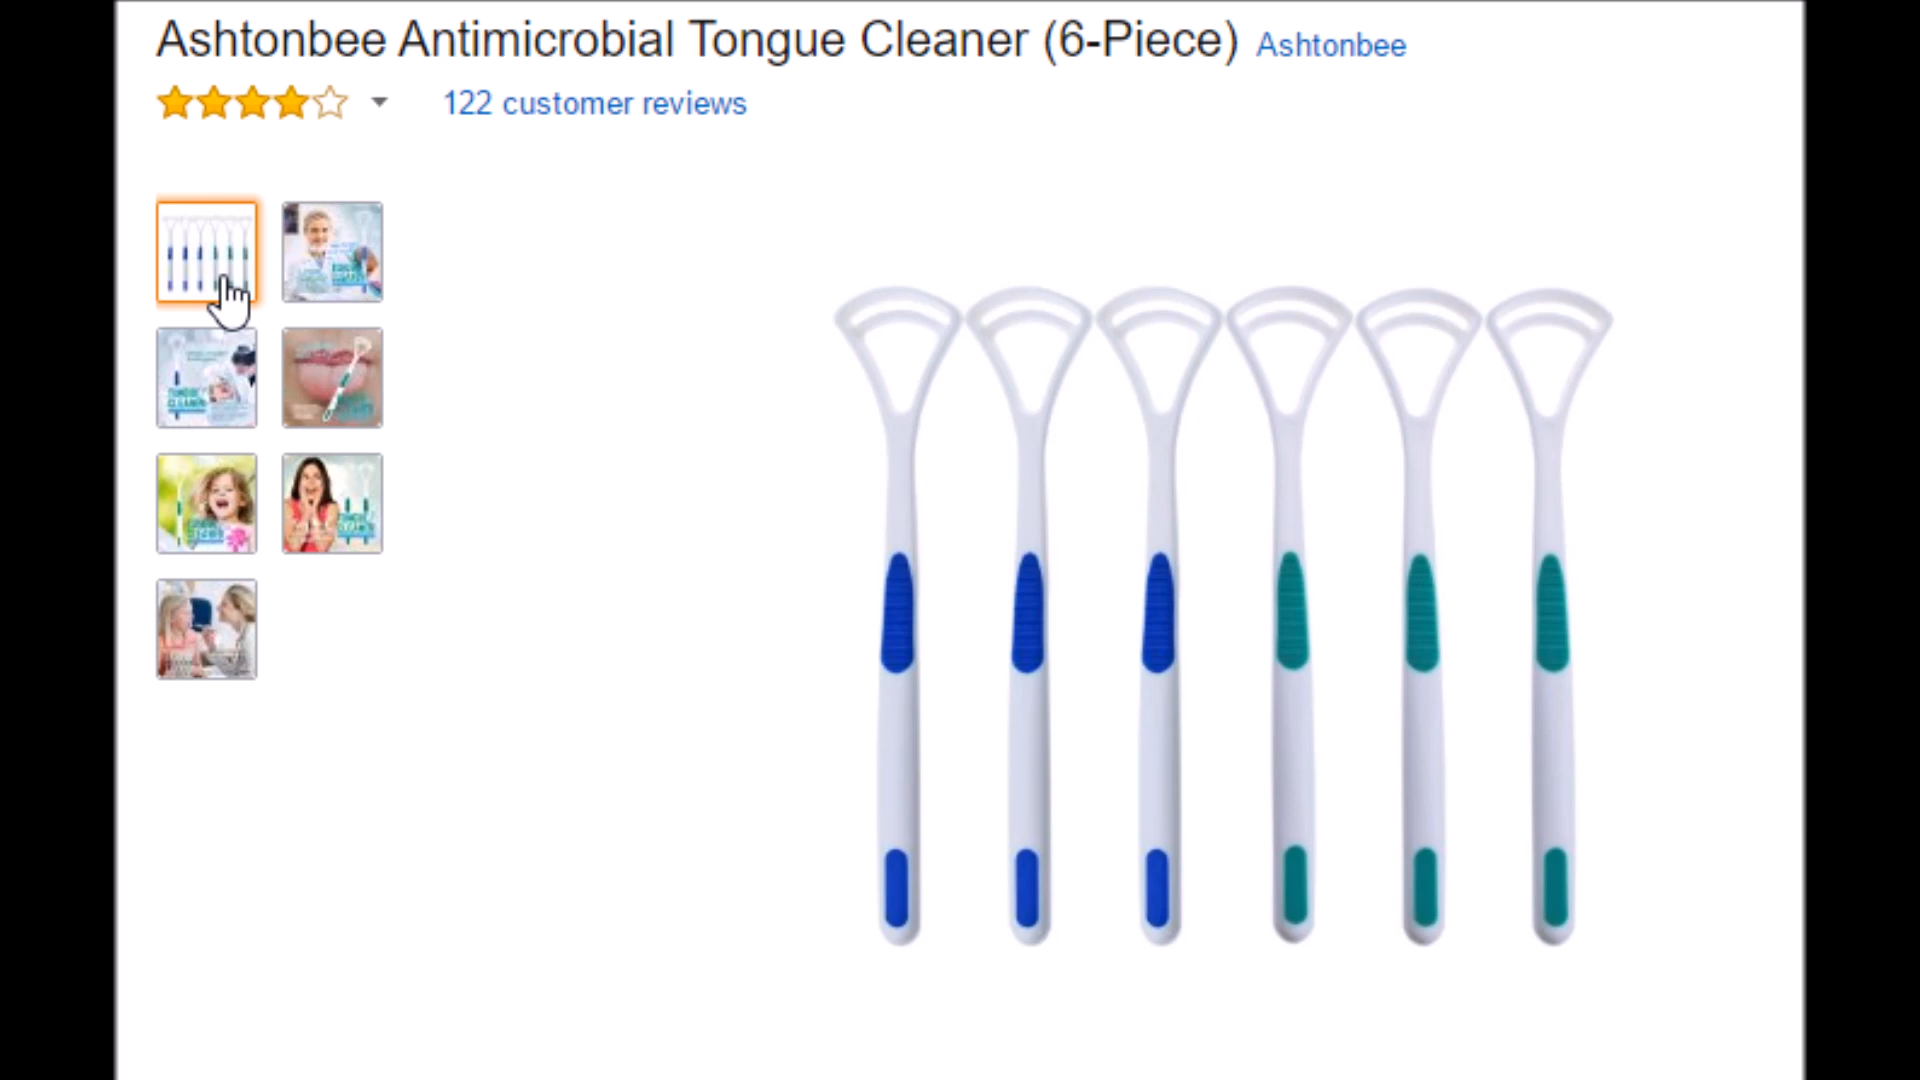 Ashtonbee Antimicrobial Tongue Cleaner (6-Piece) Ashtonbee
122 customer reviews